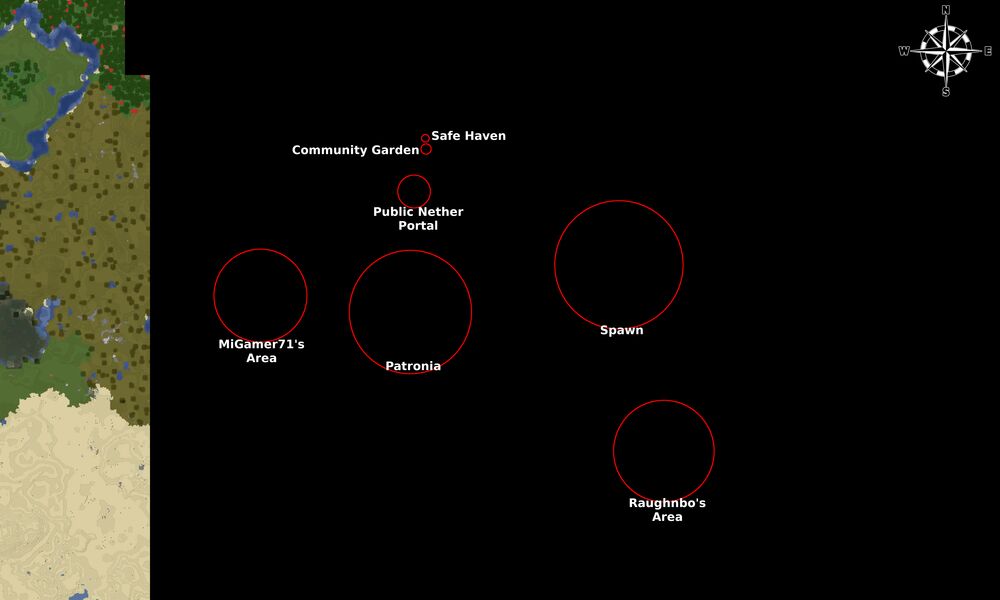 N
W
E
S
Safe Haven
Community Garden
Public Nether
Portal
Spawn
MiGamer71's
Area
Patronia
Raughnbo's
Area